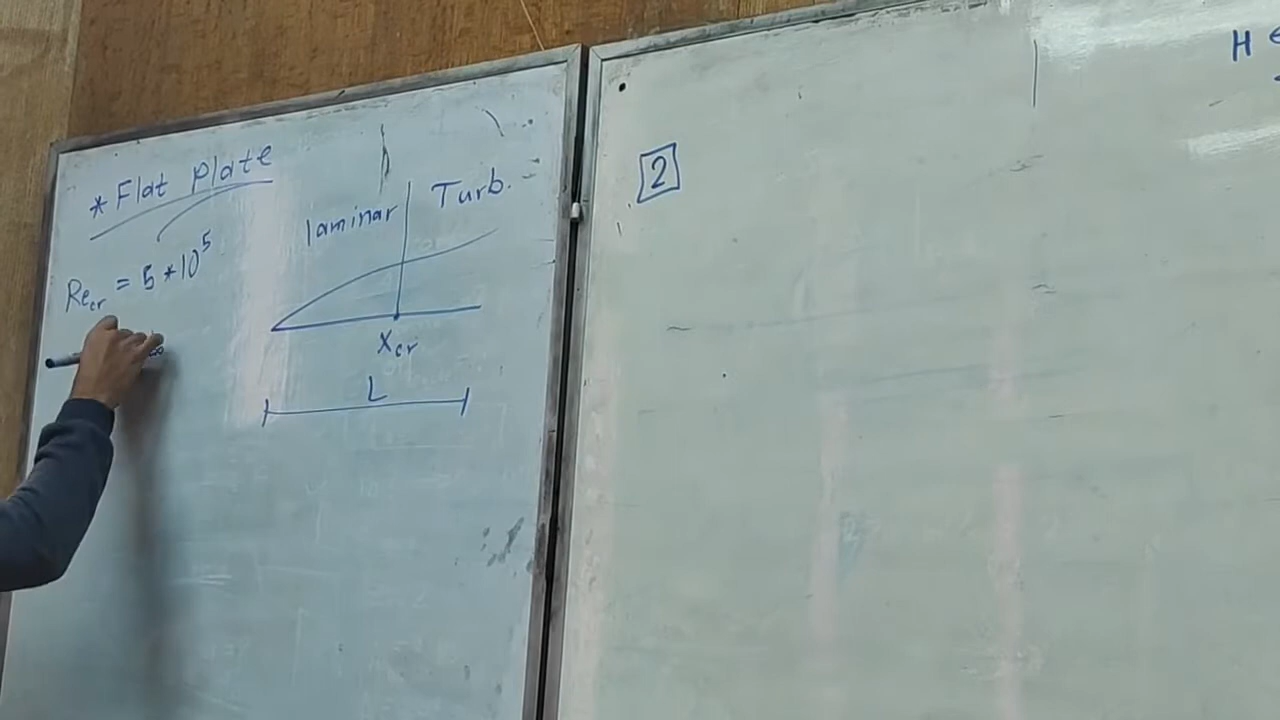 * Flat Plate
laminar
Turb.
Re_cr = 5 * 10^5
x_cr
L
2
H